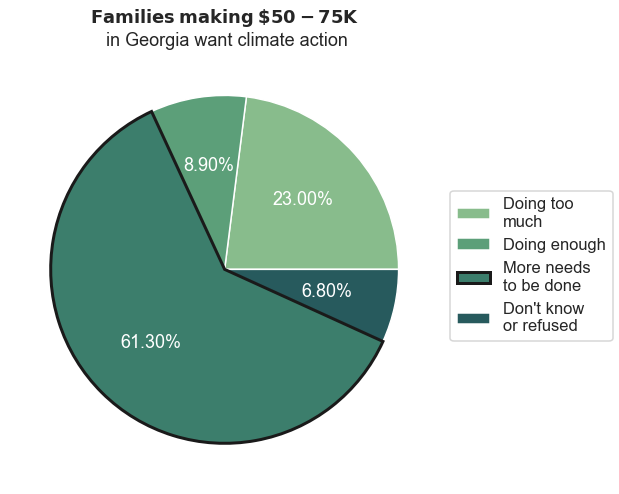 Families making $50 − 75K
in Georgia want climate action
8.90%
23.00%
6.80%
61.30%
Doing too
much
Doing enough
More needs
to be done
Don't know
or refused